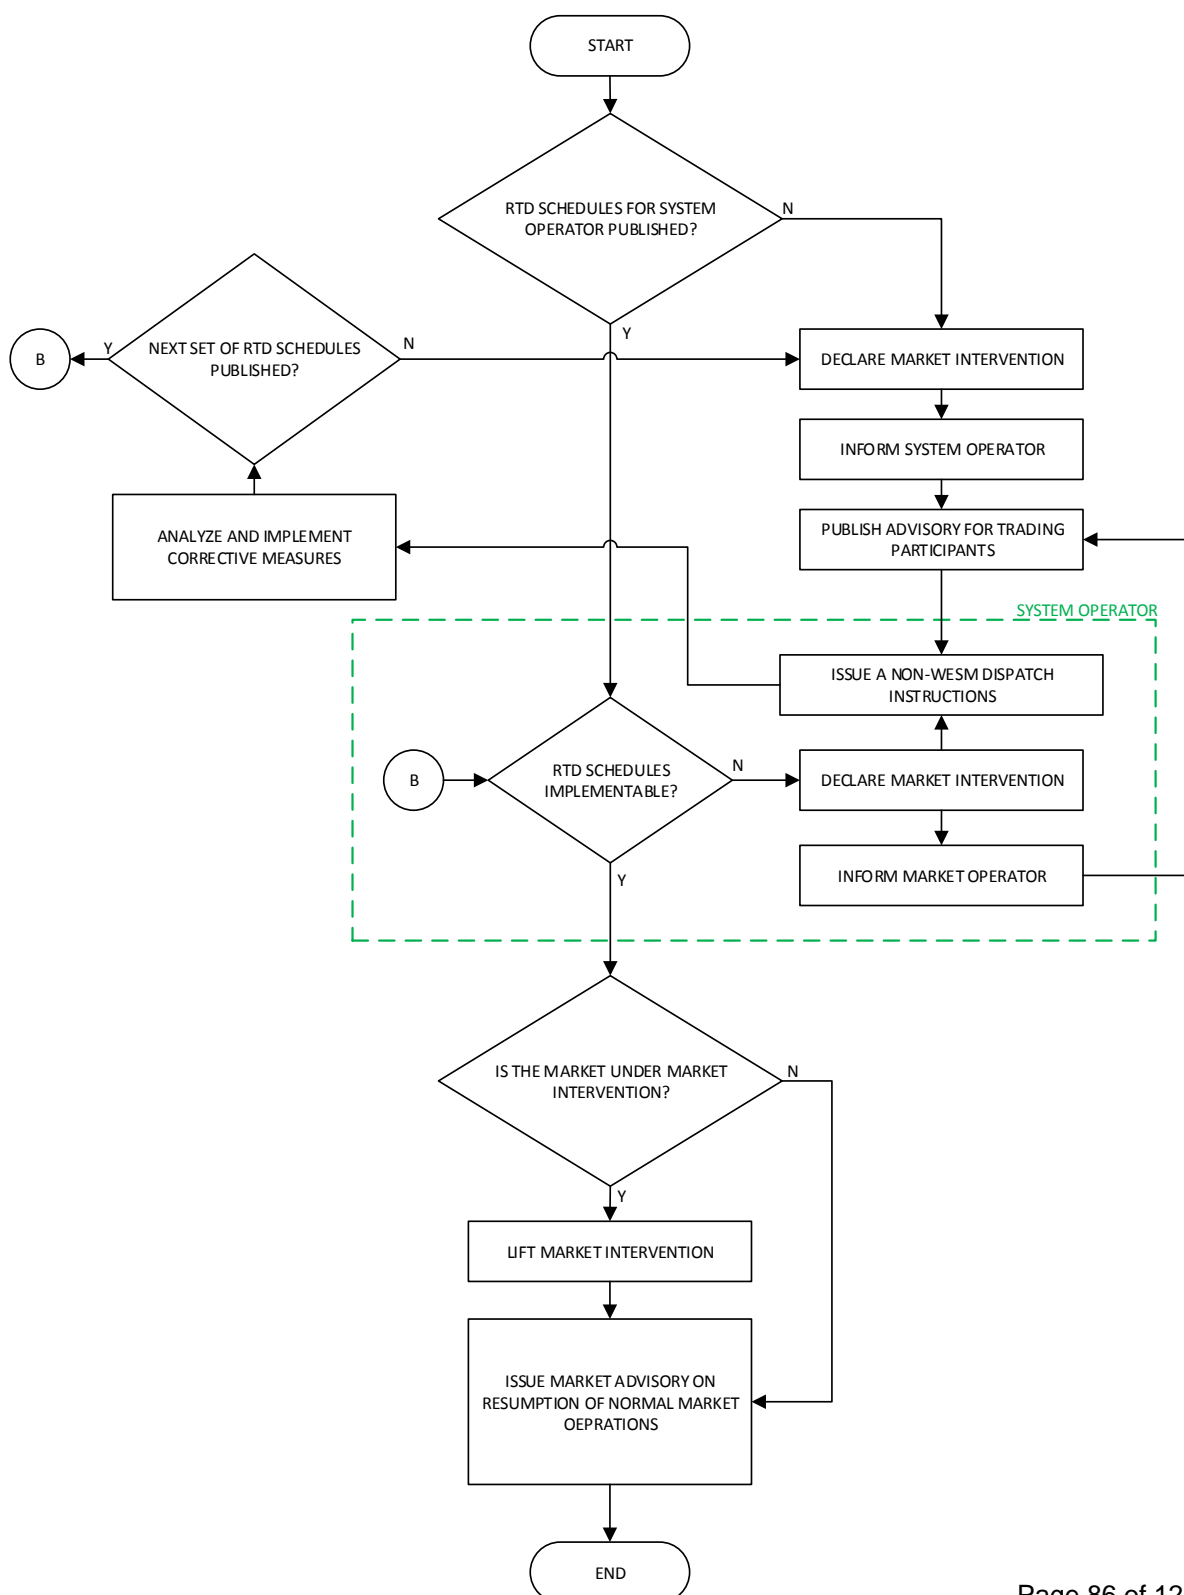 START
RTD SCHEDULES FOR SYSTEM
OPERATOR PUBLISHED?
N
Y
NEXT SET OF RTD SCHEDULES
PUBLISHED?
Y
N
B
DECLARE MARKET INTERVENTION
INFORM SYSTEM OPERATOR
ANALYZE AND IMPLEMENT
CORRECTIVE MEASURES
PUBLISH ADVISORY FOR TRADING
PARTICIPANTS
SYSTEM OPERATOR
ISSUE A NON-WESM DISPATCH
INSTRUCTIONS
B
RTD SCHEDULES
IMPLEMENTABLE?
N
Y
DECLARE MARKET INTERVENTION
INFORM MARKET OPERATOR
IS THE MARKET UNDER MARKET
INTERVENTION?
N
Y
LIFT MARKET INTERVENTION
ISSUE MARKET ADVISORY ON
RESUMPTION OF NORMAL MARKET
OEPRATIONS
END
Page 86 of 12